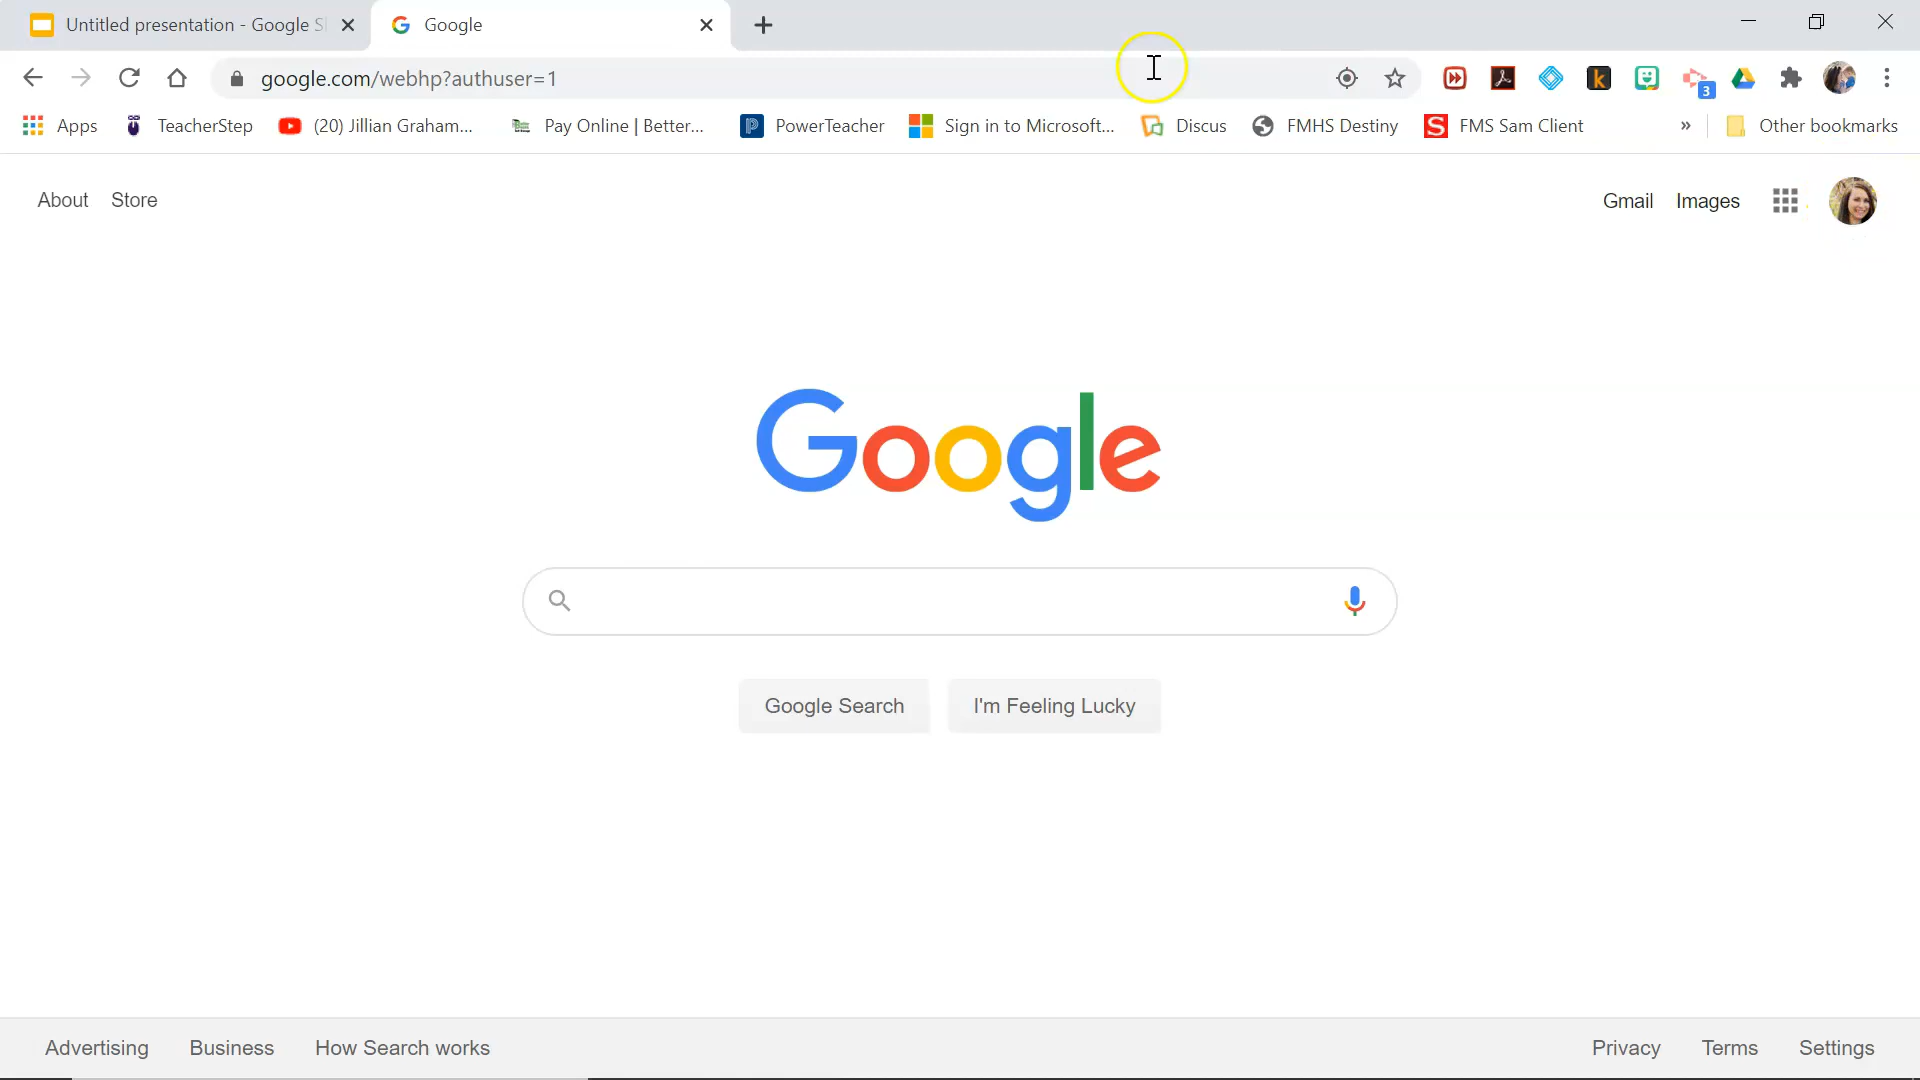 Untitled presentation - Google Sl
Google
google.com/webhp?authuser=1
3
Apps
TeacherStep
(20) Jillian Graham...
Pay Online | Better...
PowerTeacher
Sign in to Microsoft...
Discus
FMHS Destiny
FMS Sam Client
»
Other bookmarks
About
Store
Gmail
Images
Google
Google Search
I'm Feeling Lucky
Advertising
Business
How Search works
Privacy
Terms
Settings